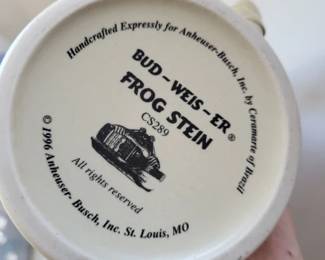 Handcrafted Expressly for Anheuser-Busch, Inc. by Ceramarte of Brazil
BUD-WEIS-ER®
FROG STEIN
CS289
All rights reserved
© 1996 Anheuser-Busch, Inc. St. Louis, MO